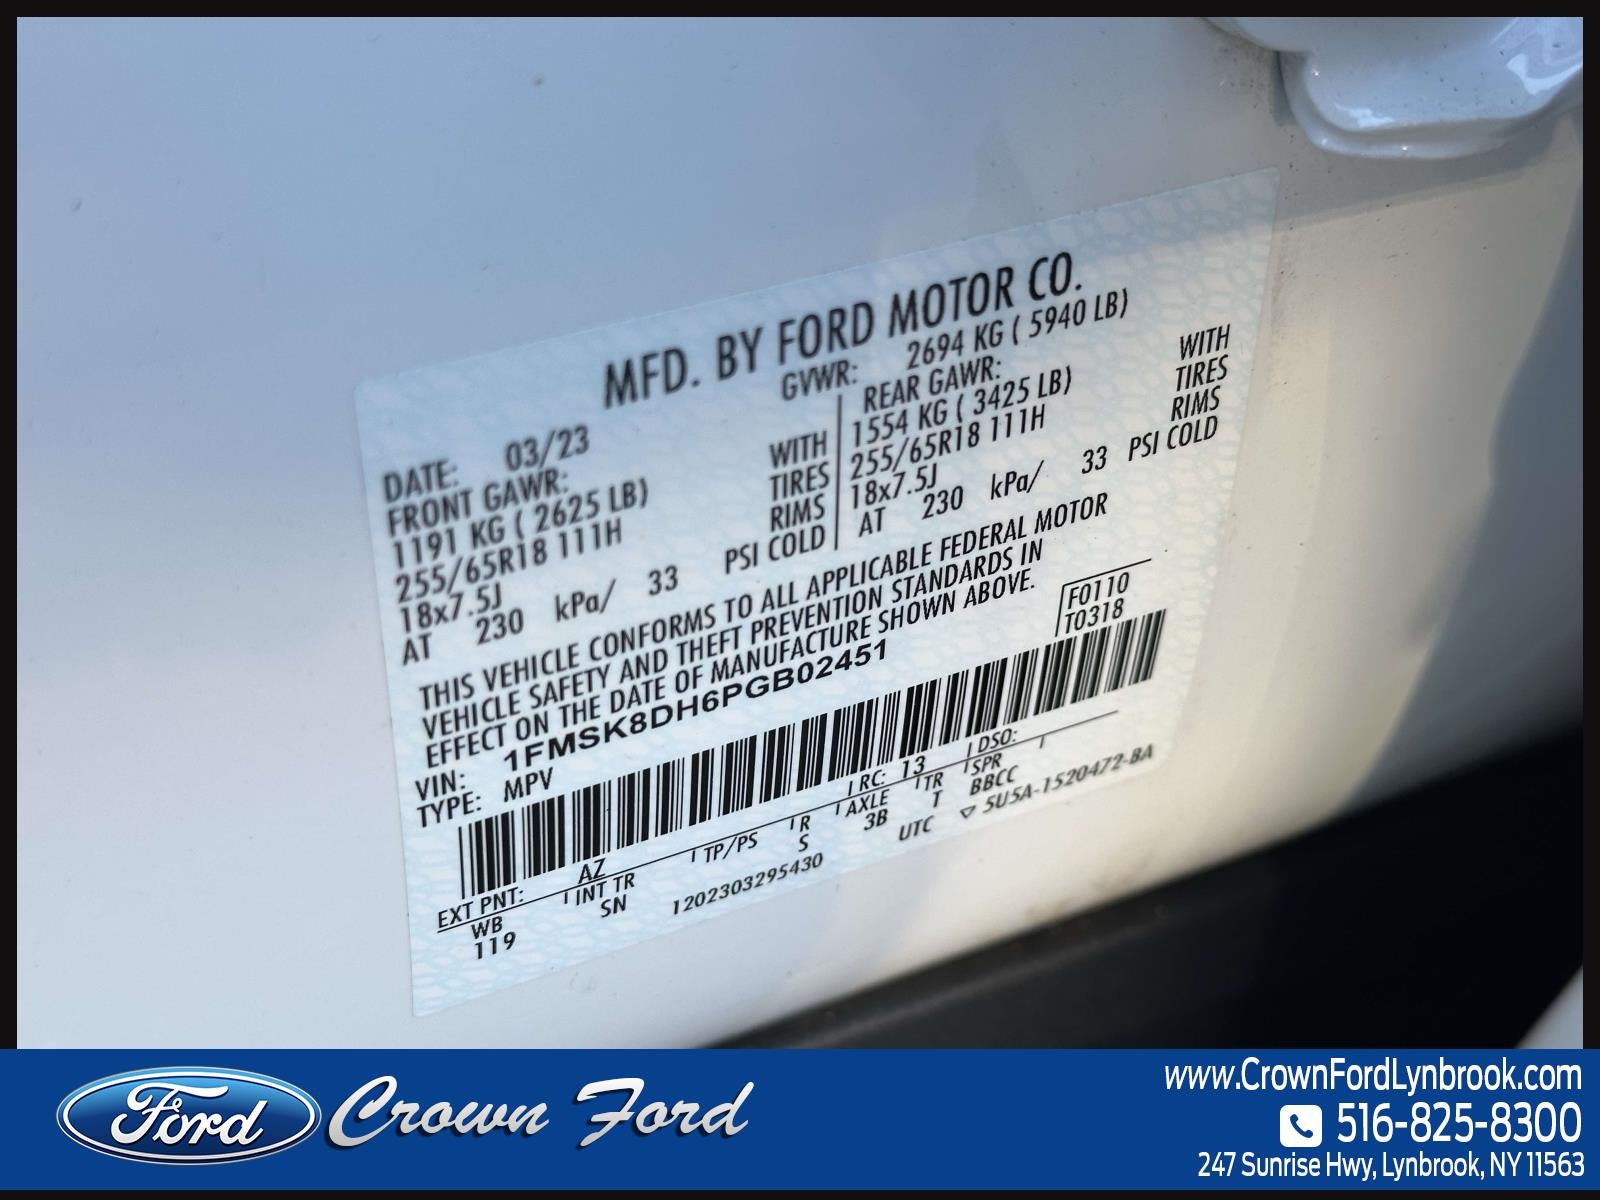 MFD. BY FORD MOTOR CO.
DATE: 03/23
GVWR: 2694 KG ( 5940 LB)
FRONT GAWR:
1191 KG ( 2625 LB) WITH
255/65R18 111H TIRES
18x7.5J RIMS
AT 230 kPa/ 33 PSI COLD
REAR GAWR:
1554 KG ( 3425 LB) WITH
255/65R18 111H TIRES
18x7.5J RIMS
AT 230 kPa/ 33 PSI COLD
THIS VEHICLE CONFORMS TO ALL APPLICABLE FEDERAL MOTOR
VEHICLE SAFETY AND THEFT PREVENTION STANDARDS IN
EFFECT ON THE DATE OF MANUFACTURE SHOWN ABOVE.
F0110
T0318
VIN: 1FMSK8DH6PGB02451
TYPE: MPV
EXT PNT: AZ RC: 13 DSO:
WB INT TR TP/PS R AXLE TR SPR
119 SN S 3B T BBCC
1202303295430 UTC ▽ 5U5A-1520472-BA
Ford Crown Ford
www.CrownFordLynbrook.com
516-825-8300
247 Sunrise Hwy, Lynbrook, NY 11563